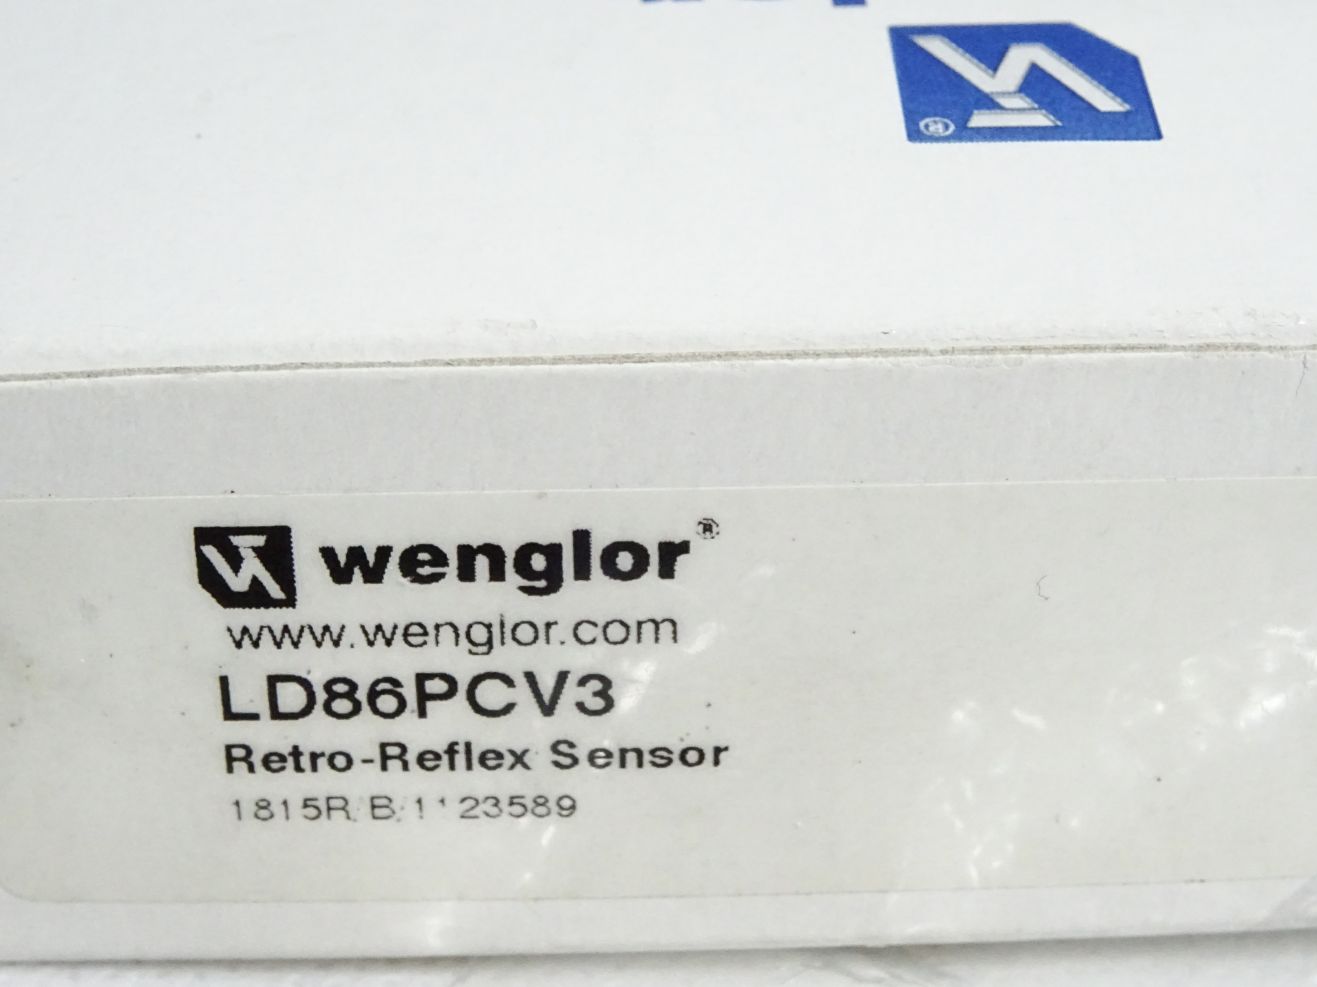 wenglor®
www.wenglor.com
LD86PCV3
Retro-Reflex Sensor